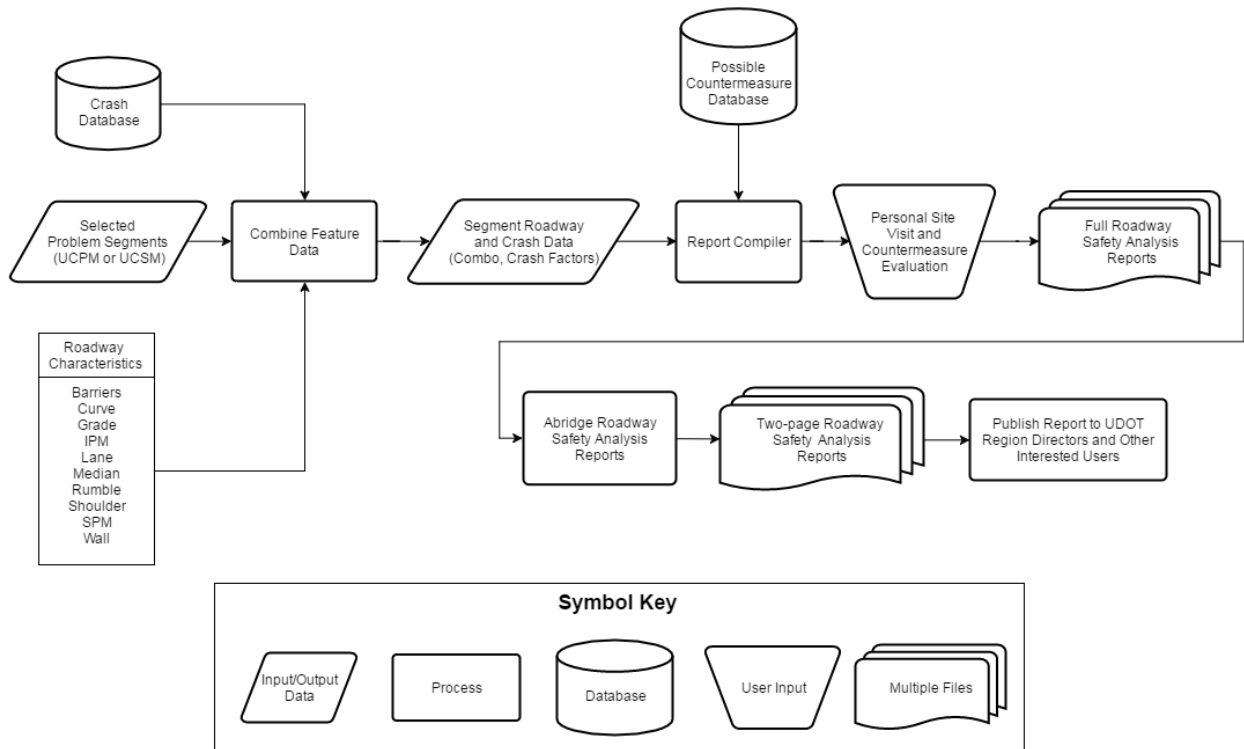 Crash
Database
Possible
Countermeasure
Database
Selected
Problem Segments
(UCPM or UCSM)
Combine Feature
Data
Segment Roadway
and Crash Data
(Combo, Crash Factors)
Report Compiler
Personal Site
Visit and
Countermeasure
Evaluation
Full Roadway
Safety Analysis
Reports
Roadway
Characteristics
Barriers
Curve
Grade
IPM
Lane
Median
Rumble
Shoulder
SPM
Wall
Abridge Roadway
Safety Analysis
Reports
Two-page Roadway
Safety Analysis
Reports
Publish Report to UDOT
Region Directors and Other
Interested Users
Symbol Key
Input/Output
Data
Process
Database
User Input
Multiple Files